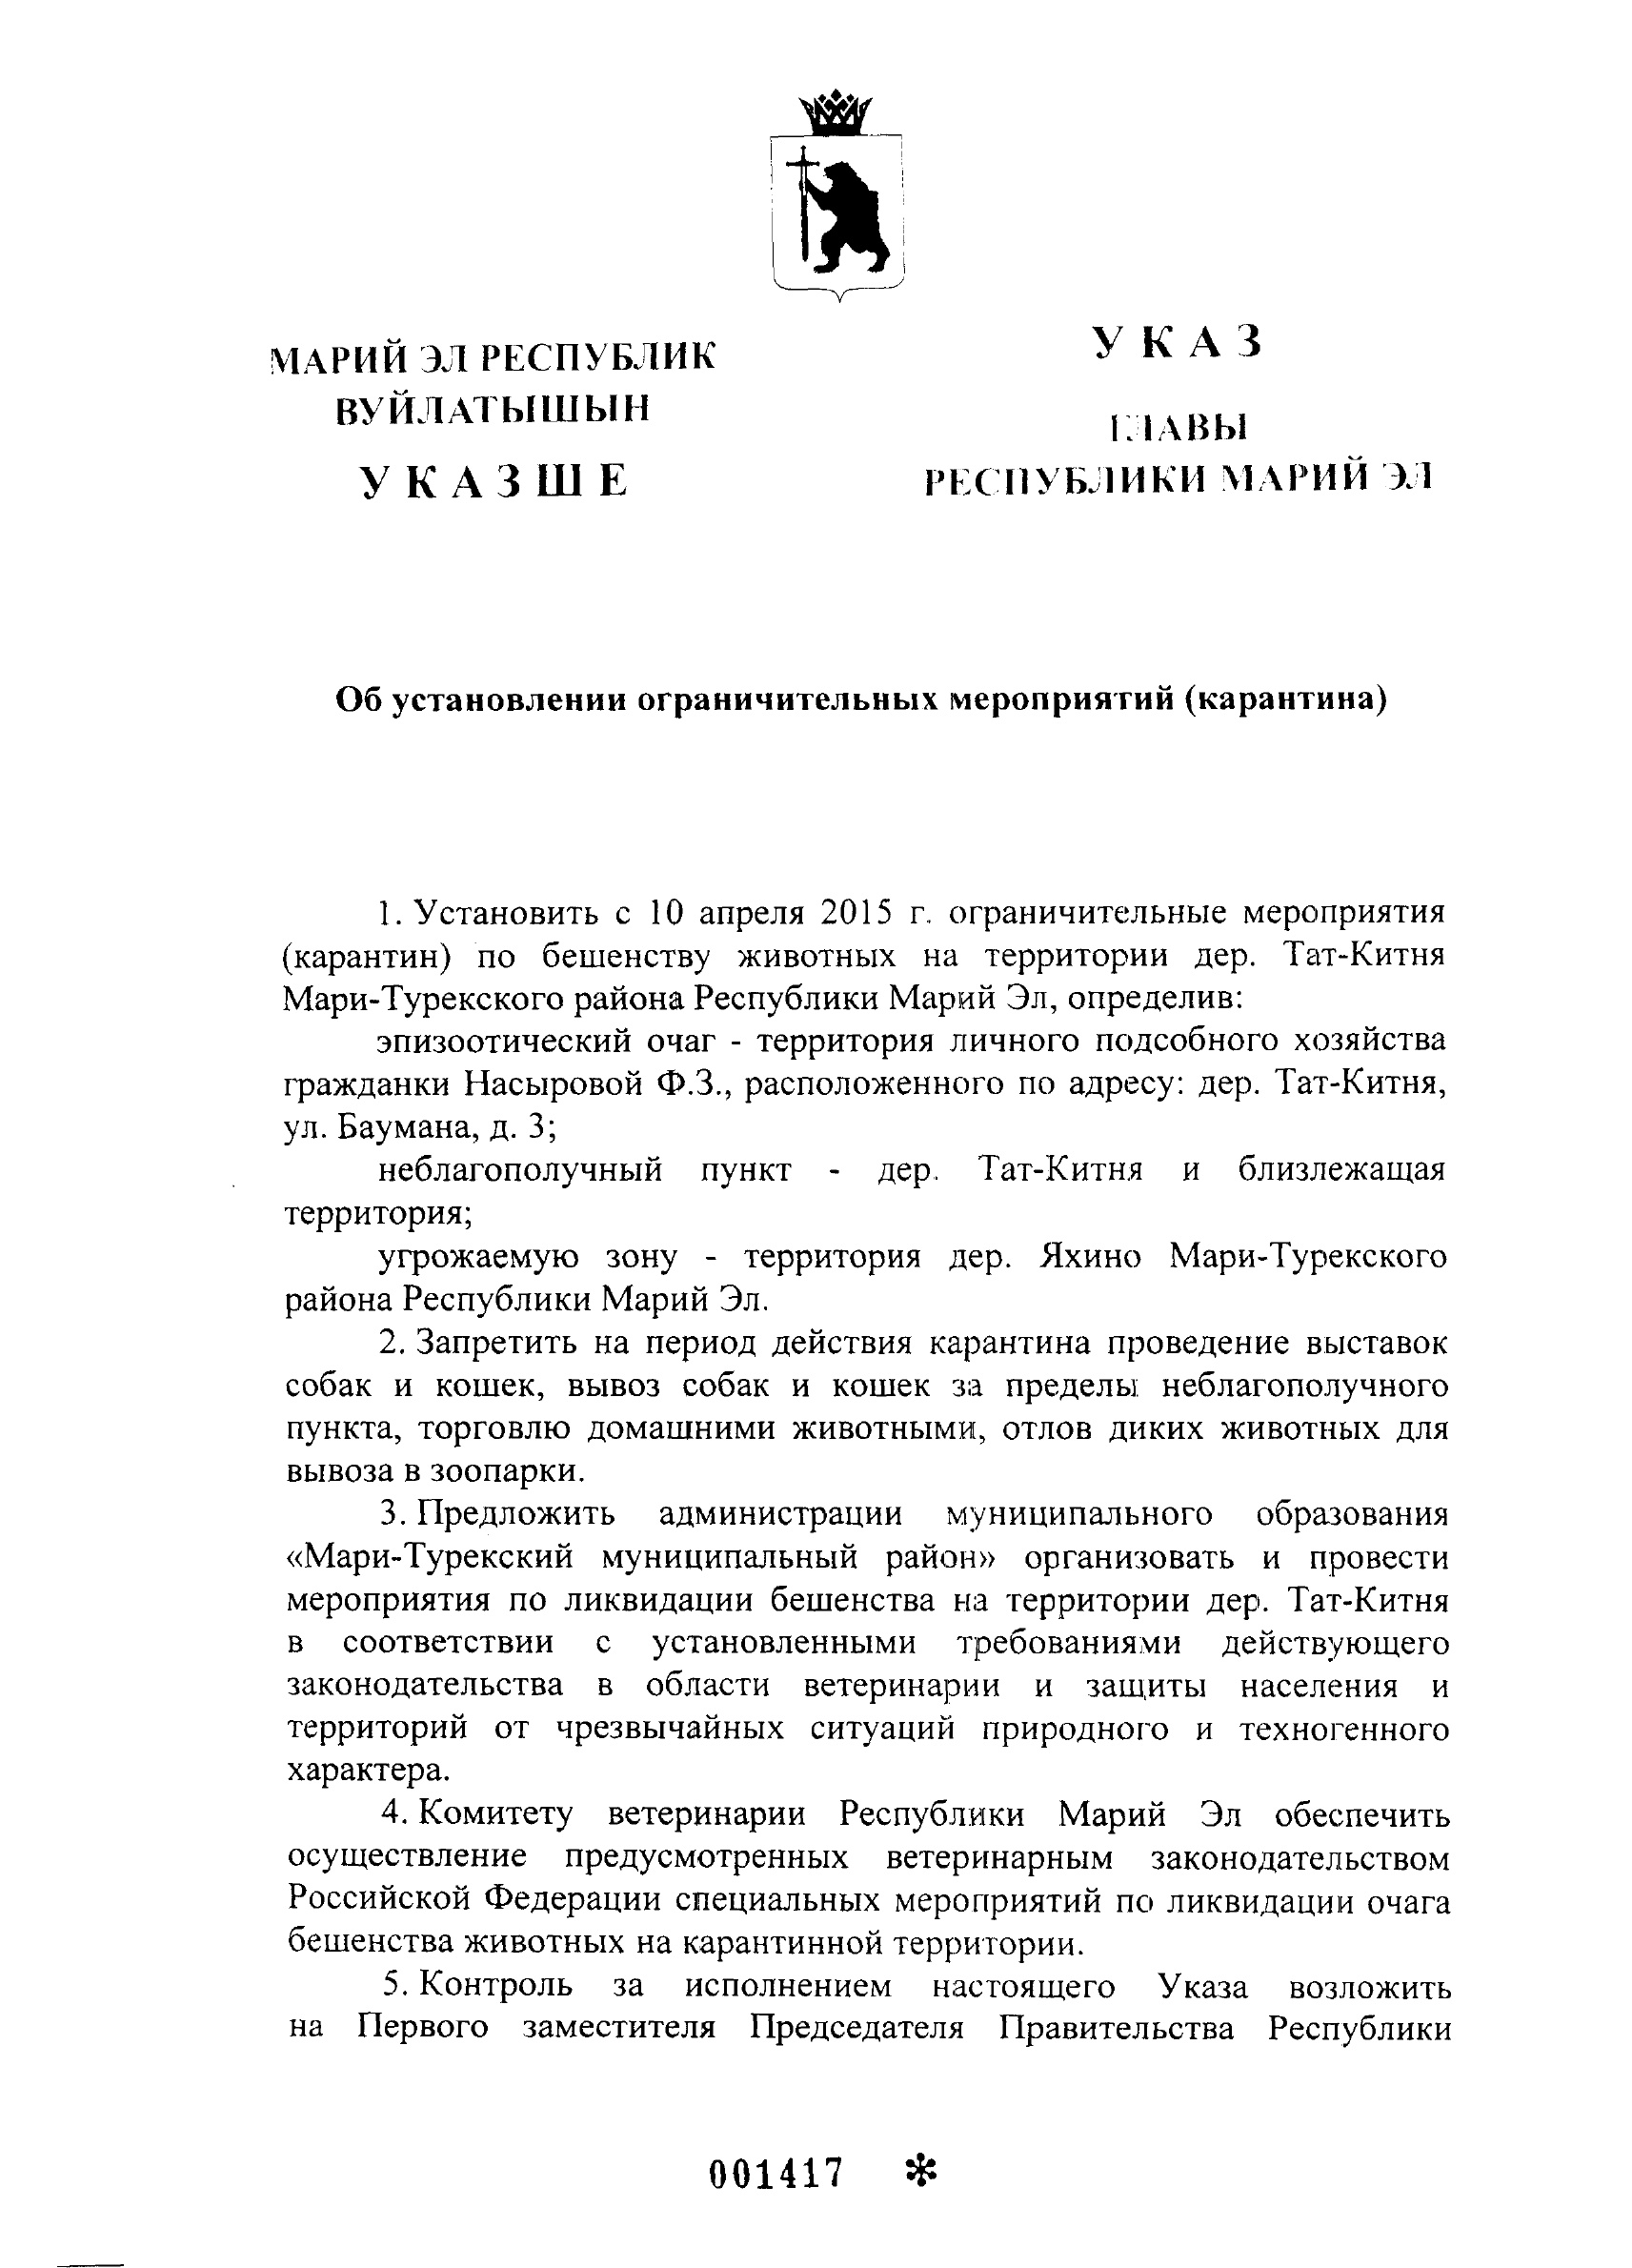 МАРИЙ ЭЛ РЕСПУБЛИК
ВУЙЛАТЫШЫН
УКАЗШЕ
УКАЗ
ГЛАВЫ
РЕСПУБЛИКИ МАРИЙ ЭЛ
Об установлении ограничительных мероприятий (карантина)
1. Установить с 10 апреля 2015 г. ограничительные мероприятия
(карантин) по бешенству животных на территории дер. Тат-Китня
Мари-Турекского района Республики Марий Эл, определив:
эпизоотический очаг - территория личного подсобного хозяйства
гражданки Насыровой Ф.З., расположенного по адресу: дер. Тат-Китня,
ул. Баумана, д. 3;
неблагополучный пункт - дер. Тат-Китня и близлежащая
территория;
угрожаемую зону - территория дер. Яхино Мари-Турекского
района Республики Марий Эл.
2. Запретить на период действия карантина проведение выставок
собак и кошек, вывоз собак и кошек за пределы неблагополучного
пункта, торговлю домашними животными, отлов диких животных для
вывоза в зоопарки.
3. Предложить администрации муниципального образования
«Мари-Турекский муниципальный район» организовать и провести
мероприятия по ликвидации бешенства на территории дер. Тат-Китня
в соответствии с установленными требованиями действующего
законодательства в области ветеринарии и защиты населения и
территорий от чрезвычайных ситуаций природного и техногенного
характера.
4. Комитету ветеринарии Республики Марий Эл обеспечить
осуществление предусмотренных ветеринарным законодательством
Российской Федерации специальных мероприятий по ликвидации очага
бешенства животных на карантинной территории.
5. Контроль за исполнением настоящего Указа возложить
на Первого заместителя Председателя Правительства Республики
001417 *